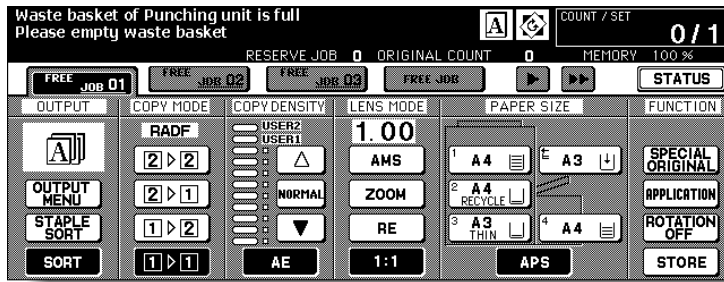 Waste basket of Punching unit is full
Please empty waste basket
COUNT / SET
0/1
RESERVE JOB 0 ORIGINAL COUNT 0 MEMORY 100 %
FREE JOB 01
FREE JOB 02
FREE JOB 03
FREE JOB
STATUS
OUTPUT COPY MODE COPY DENSITY LENS MODE PAPER SIZE FUNCTION
A
OUTPUT MENU
STAPLE SORT
SORT
RADF
2 2
2 1
1 2
1 1
USER2
USER1
NORMAL
AE
1.00
AMS
ZOOM
RE
1:1
1 A4
A3
2 A4 RECYCLE
3 A3 THIN
4 A4
APS
SPECIAL ORIGINAL
APPLICATION
ROTATION OFF
STORE